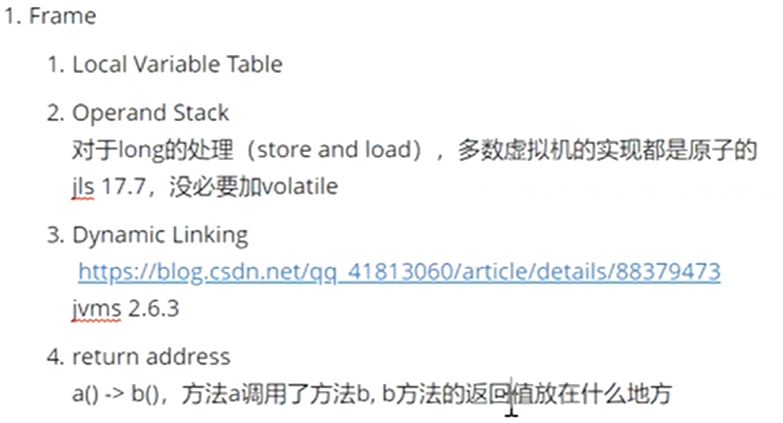 1. Frame
1. Local Variable Table
2. Operand Stack
对于long的处理（store and load），多数虚拟机的实现都是原子的
jls 17.7，没必要加volatile
3. Dynamic Linking
https://blog.csdn.net/qq_41813060/article/details/88379473
jvms 2.6.3
4. return address
a() -> b()，方法a调用了方法b, b方法的返回值放在什么地方